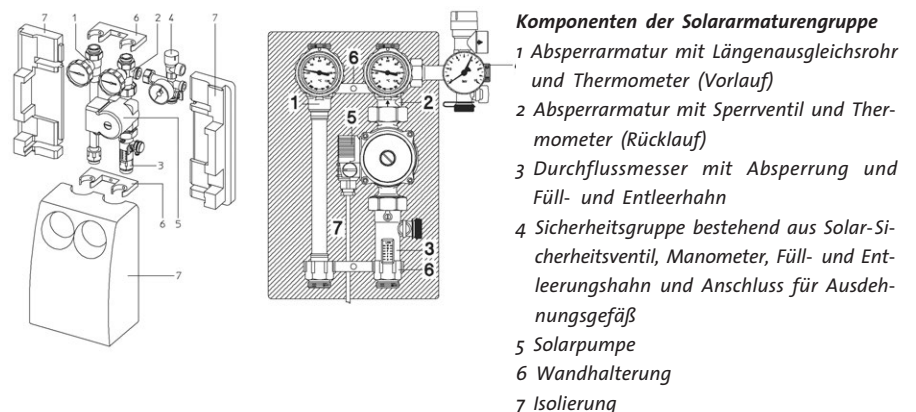 7
1
6
2
4
7
3
6
5
7
6
1
2
5
7
3
6
Komponenten der Solararmaturengruppe
1 Absperrarmatur mit Längenausgleichsrohr
und Thermometer (Vorlauf)
2 Absperrarmatur mit Sperrventil und Ther-
mometer (Rücklauf)
3 Durchflussmesser mit Absperrung und
Füll- und Entleerhahn
4 Sicherheitsgruppe bestehend aus Solar-Si-
cherheitsventil, Manometer, Füll- und Ent-
leerungshahn und Anschluss für Ausdeh-
nungsgefäß
5 Solarpumpe
6 Wandhalterung
7 Isolierung